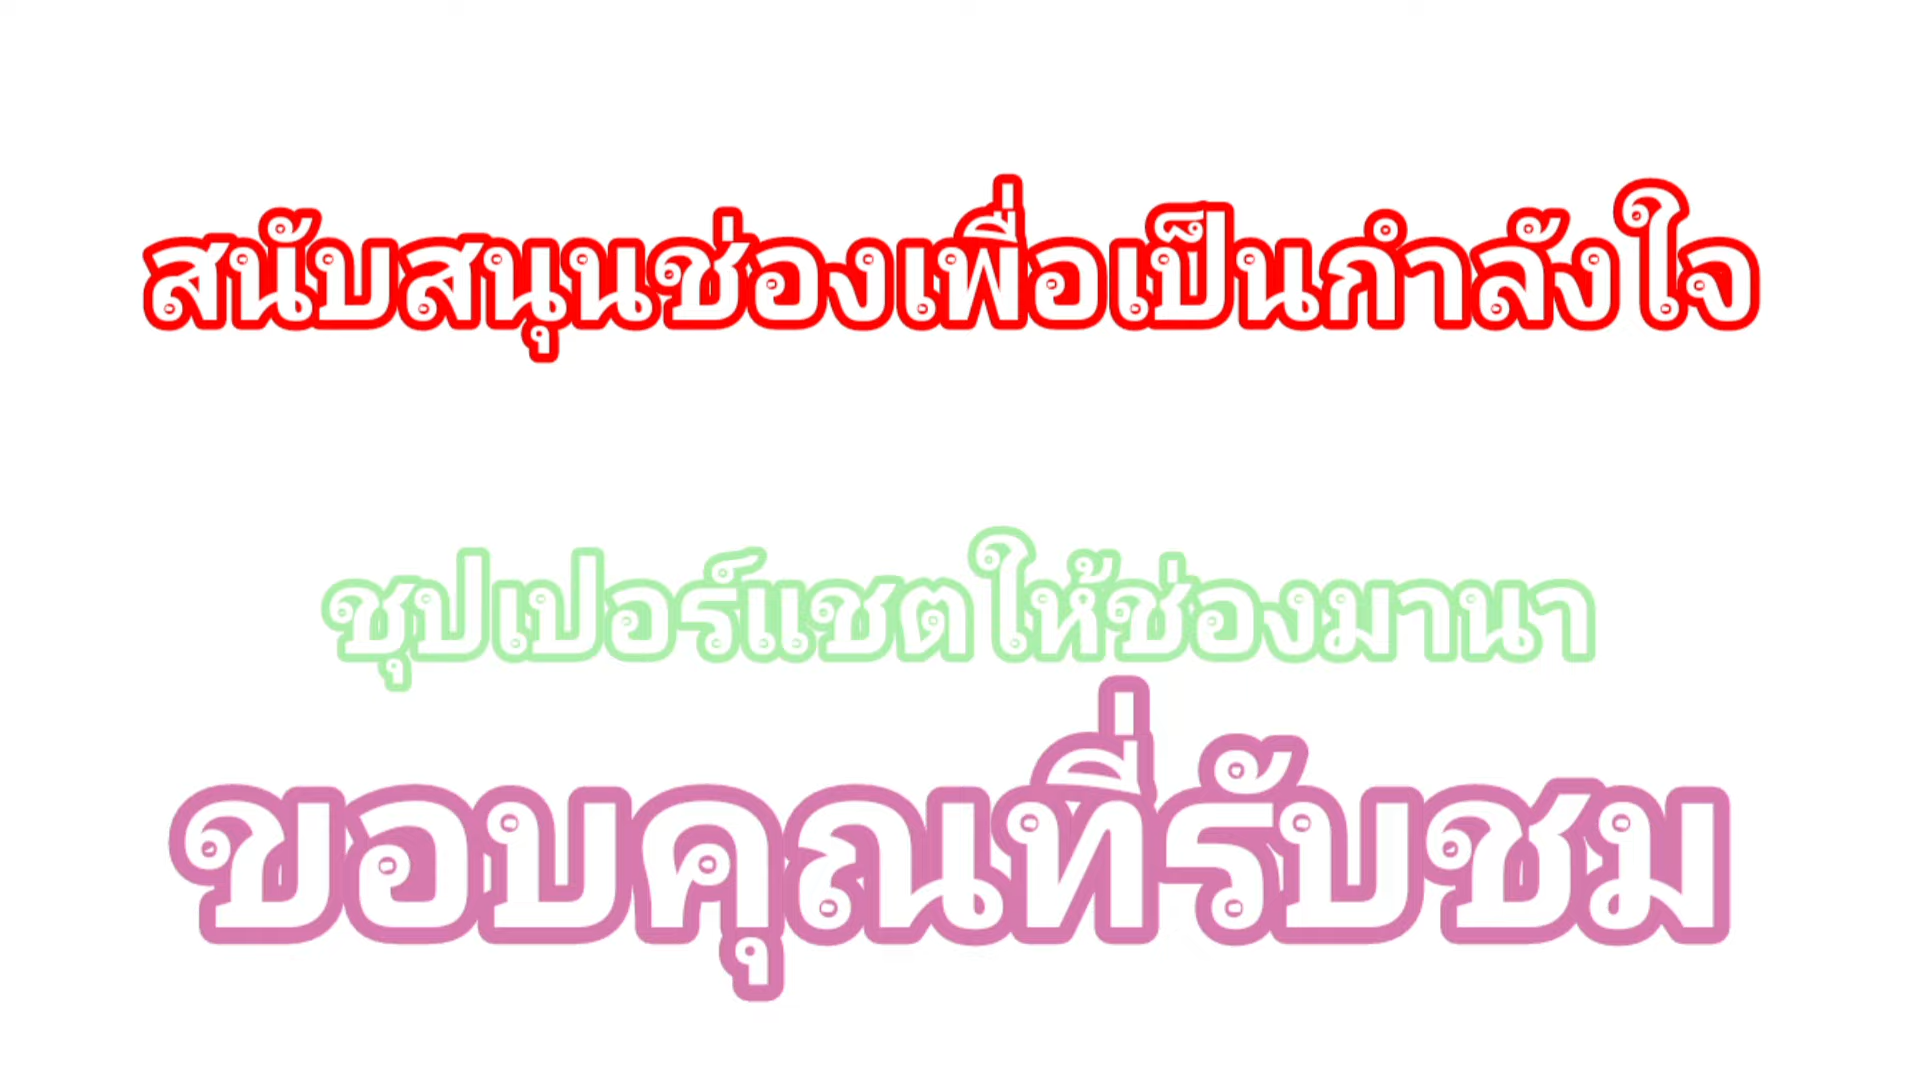 สนับสนุนช่องเพื่อเป็นกำลังใจ
ชุปเปอร์แชตให้ช่องมานา
ขอบคุณที่รับชม